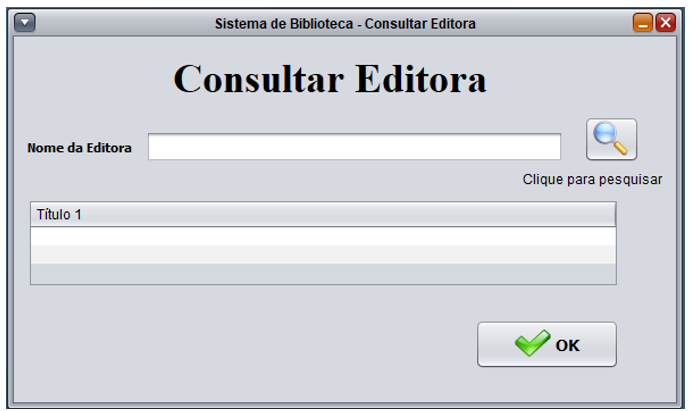 Sistema de Biblioteca - Consultar Editora
Consultar Editora
Nome da Editora
Clique para pesquisar
Título 1
OK